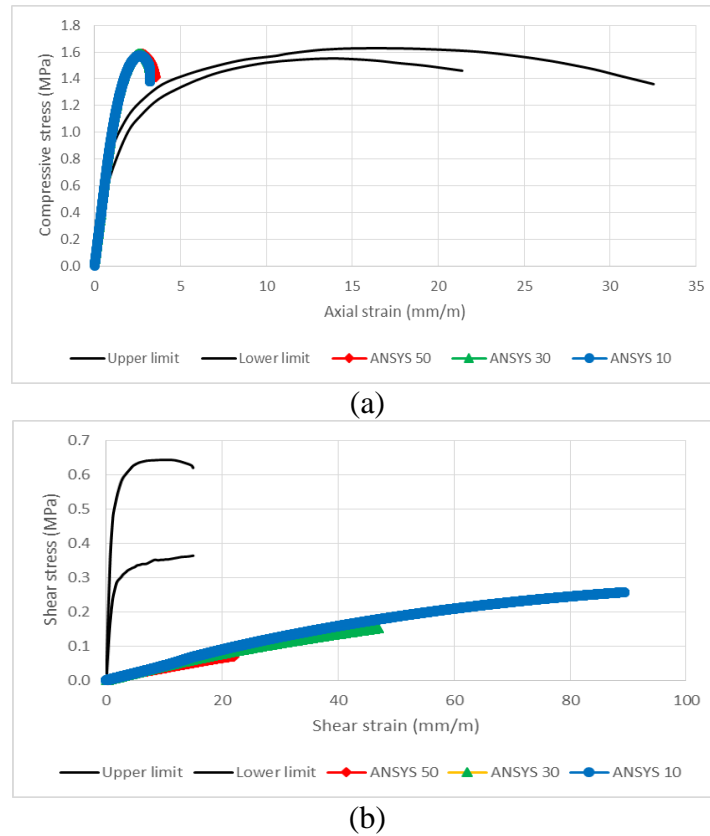 1.8
1.6
1.4
1.2
1.0
0.8
0.6
0.4
0.2
0.0
Compressive stress (MPa)
0 5 10 15 20 25 30 35
Axial strain (mm/m)
Upper limit Lower limit ANSYS 50 ANSYS 30 ANSYS 10
(a)
0.7
0.6
0.5
0.4
0.3
0.2
0.1
0.0
Shear stress (MPa)
0 20 40 60 80 100
Shear strain (mm/m)
Upper limit Lower limit ANSYS 50 ANSYS 30 ANSYS 10
(b)